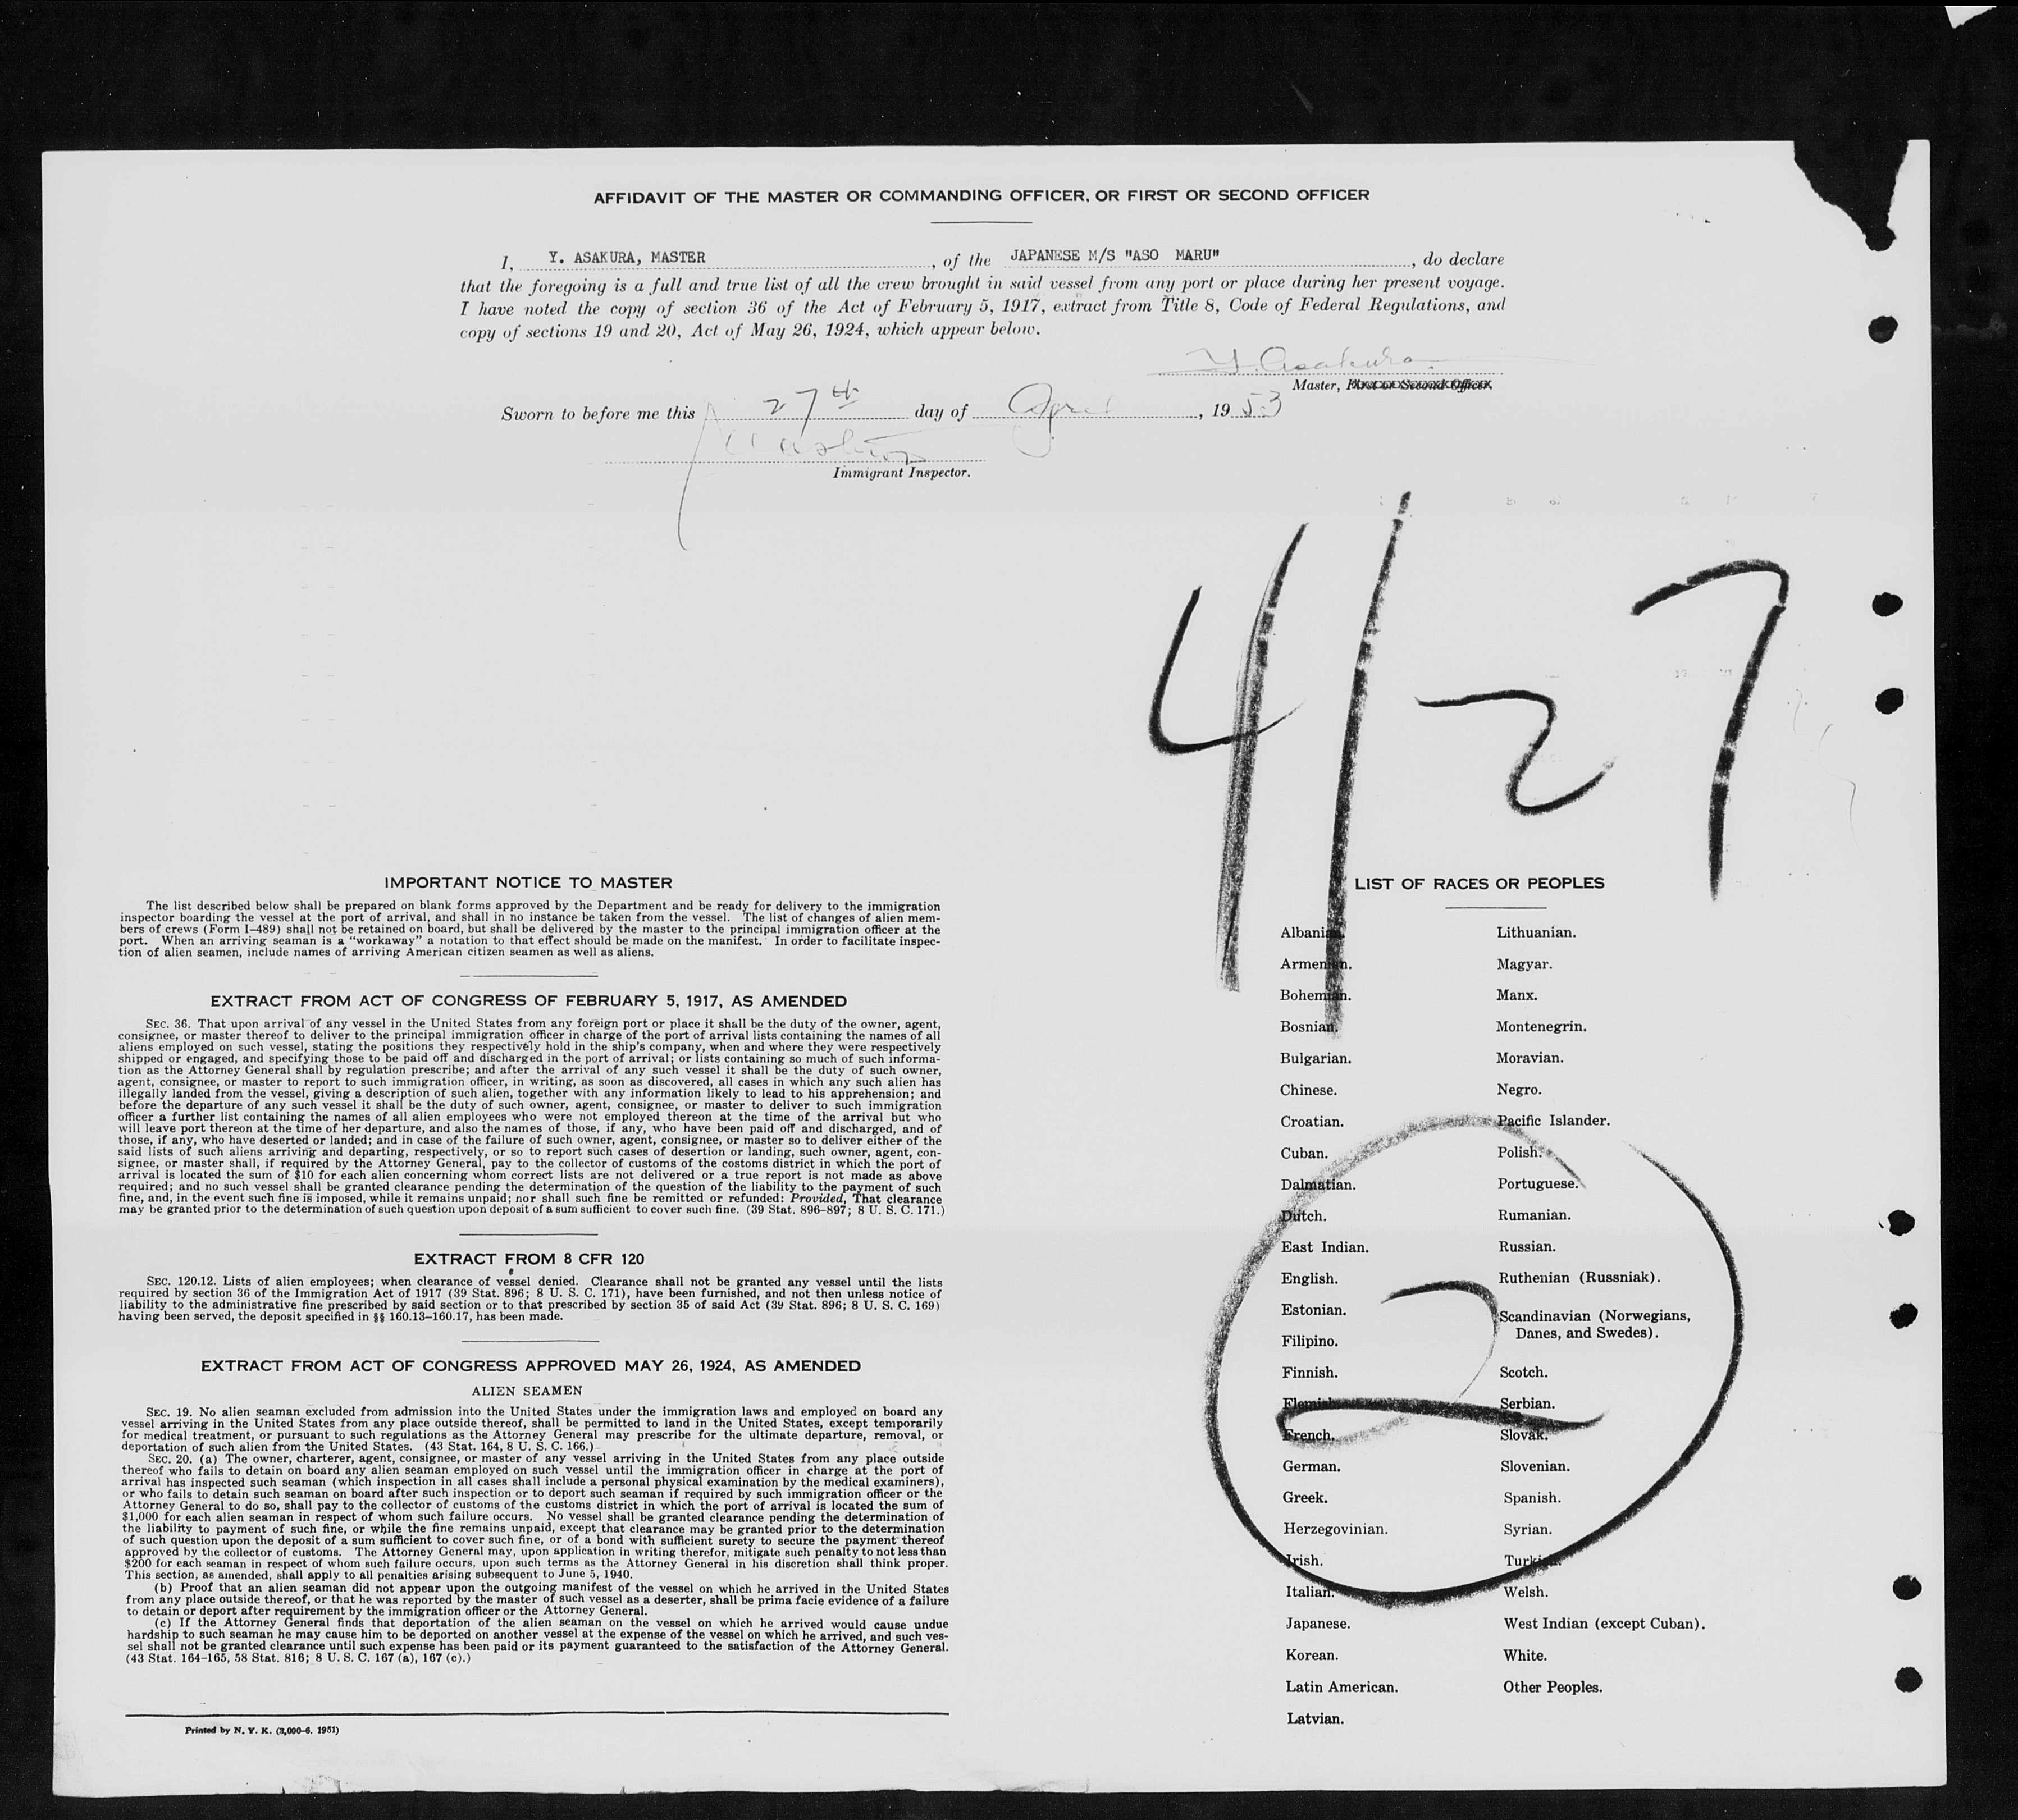 AFFIDAVIT OF THE MASTER OR COMMANDING OFFICER, OR FIRST OR SECOND OFFICER
I, Y. ASAKURA, MASTER, of the JAPANESE M/S "ASO MARU", do declare
that the foregoing is a full and true list of all the crew brought in said vessel from any port or place during her present voyage.
I have noted the copy of section 36 of the Act of February 5, 1917, extract from Title 8, Code of Federal Regulations, and
copy of sections 19 and 20, Act of May 26, 1924, which appear below.
Y. Asakura.
Master, First or Second Officer.
Sworn to before me this 27th day of April, 1953
Immigrant Inspector.
4/27
IMPORTANT NOTICE TO MASTER
The list described below shall be prepared on blank forms approved by the Department and be ready for delivery to the immigration
inspector boarding the vessel at the port of arrival, and shall in no instance be taken from the vessel. The list of changes of alien mem-
bers of crews (Form I-489) shall not be retained on board, but shall be delivered by the master to the principal immigration officer at the
port. When an arriving seaman is a "workaway" a notation to that effect should be made on the manifest. In order to facilitate inspec-
tion of alien seamen, include names of arriving American citizen seamen as well as aliens.
EXTRACT FROM ACT OF CONGRESS OF FEBRUARY 5, 1917, AS AMENDED
SEC. 36. That upon arrival of any vessel in the United States from any foreign port or place it shall be the duty of the owner, agent,
consignee, or master thereof to deliver to the principal immigration officer in charge of the port of arrival lists containing the names of all
aliens employed on such vessel, stating the positions they respectively hold in the ship's company, when and where they were respectively
shipped or engaged, and specifying those to be paid off and discharged in the port of arrival; or lists containing so much of such informa-
tion as the Attorney General shall by regulation prescribe; and after the arrival of any such vessel it shall be the duty of such owner,
agent, consignee, or master to report to such immigration officer, in writing, as soon as discovered, all cases in which any such alien has
illegally landed from the vessel, giving a description of such alien, together with any information likely to lead to his apprehension; and
before the departure of any such vessel it shall be the duty of such owner, agent, consignee, or master to deliver to such immigration
officer a further list containing the names of all alien employees who were not employed thereon at the time of the arrival but who
will leave port thereon at the time of her departure, and also the names of those, if any, who have been paid off and discharged, and of
those, if any, who have deserted or landed; and in case of the failure of such owner, agent, consignee, or master so to deliver either of the
said lists of such aliens arriving and departing, respectively, or so to report such cases of desertion or landing, such owner, agent, con-
signee, or master shall, if required by the Attorney General, pay to the collector of customs of the costoms district in which the port of
arrival is located the sum of $10 for each alien concerning whom correct lists are not delivered or a true report is not made as above
required; and no such vessel shall be granted clearance pending the determination of the question of the liability to the payment of such
fine, and, in the event such fine is imposed, while it remains unpaid; nor shall such fine be remitted or refunded: Provided, That clearance
may be granted prior to the determination of such question upon deposit of a sum sufficient to cover such fine. (39 Stat. 896-897; 8 U. S. C. 171.)
EXTRACT FROM 8 CFR 120
SEC. 120.12. Lists of alien employees; when clearance of vessel denied. Clearance shall not be granted any vessel until the lists
required by section 36 of the Immigration Act of 1917 (39 Stat. 896; 8 U. S. C. 171), have been furnished, and not then unless notice of
liability to the administrative fine prescribed by said section or to that prescribed by section 35 of said Act (39 Stat. 896; 8 U. S. C. 169)
having been served, the deposit specified in §§ 160.13-160.17, has been made.
EXTRACT FROM ACT OF CONGRESS APPROVED MAY 26, 1924, AS AMENDED
ALIEN SEAMEN
SEC. 19. No alien seaman excluded from admission into the United States under the immigration laws and employed on board any
vessel arriving in the United States from any place outside thereof, shall be permitted to land in the United States, except temporarily
for medical treatment, or pursuant to such regulations as the Attorney General may prescribe for the ultimate departure, removal, or
deportation of such alien from the United States. (43 Stat. 164, 8 U. S. C. 166.)
SEC. 20. (a) The owner, charterer, agent, consignee, or master of any vessel arriving in the United States from any place outside
thereof who fails to detain on board any alien seaman employed on such vessel until the immigration officer in charge at the port of
arrival has inspected such seaman (which inspection in all cases shall include a personal physical examination by the medical examiners),
or who fails to detain such seaman on board after such inspection or to deport such seaman if required by such immigration officer or the
Attorney General to do so, shall pay to the collector of customs of the customs district in which the port of arrival is located the sum of
$1,000 for each alien seaman in respect of whom such failure occurs. No vessel shall be granted clearance pending the determination of
the liability to payment of such fine, or while the fine remains unpaid, except that clearance may be granted prior to the determination
of such question upon the deposit of a sum sufficient to cover such fine, or of a bond with sufficient surety to secure the payment thereof
approved by the collector of customs. The Attorney General may, upon application in writing therefor, mitigate such penalty to not less than
$200 for each seaman in respect of whom such failure occurs, upon such terms as the Attorney General in his discretion shall think proper.
This section, as amended, shall apply to all penalties arising subsequent to June 5, 1940.
(b) Proof that an alien seaman did not appear upon the outgoing manifest of the vessel on which he arrived in the United States
from any place outside thereof, or that he was reported by the master of such vessel as a deserter, shall be prima facie evidence of a failure
to detain or deport after requirement by the immigration officer or the Attorney General.
(c) If the Attorney General finds that deportation of the alien seaman on the vessel on which he arrived would cause undue
hardship to such seaman he may cause him to be deported on another vessel at the expense of the vessel on which he arrived, and such ves-
sel shall not be granted clearance until such expense has been paid or its payment guaranteed to the satisfaction of the Attorney General.
(43 Stat. 164-165, 58 Stat. 816; 8 U. S. C. 167 (a), 167 (c).)
Printed by N. Y. K. (3,000-6. 1951)
LIST OF RACES OR PEOPLES
Albanian.
Armenian.
Bohemian.
Bosnian.
Bulgarian.
Chinese.
Croatian.
Cuban.
Dalmatian.
Dutch.
East Indian.
English.
Estonian.
Filipino.
Finnish.
Flemish.
French.
German.
Greek.
Herzegovinian.
Irish.
Italian.
Japanese.
Korean.
Latin American.
Latvian.
Lithuanian.
Magyar.
Manx.
Montenegrin.
Moravian.
Negro.
Pacific Islander.
Polish.
Portuguese.
Rumanian.
Russian.
Ruthenian (Russniak).
Scandinavian (Norwegians,
Danes, and Swedes).
Scotch.
Serbian.
Slovak.
Slovenian.
Spanish.
Syrian.
Turkish.
Welsh.
West Indian (except Cuban).
White.
Other Peoples.
2